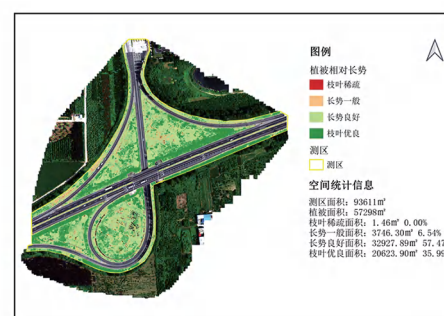 图例
植被相对长势
枝叶稀疏
长势一般
长势良好
枝叶优良
测区
测区
空间统计信息
测区面积：93611㎡
植被面积：57298㎡
枝叶稀疏面积：1.46㎡ 0.00%
长势一般面积：3746.30㎡ 6.54%
长势良好面积：32927.89㎡ 57.47
枝叶优良面积：20623.90㎡ 35.99